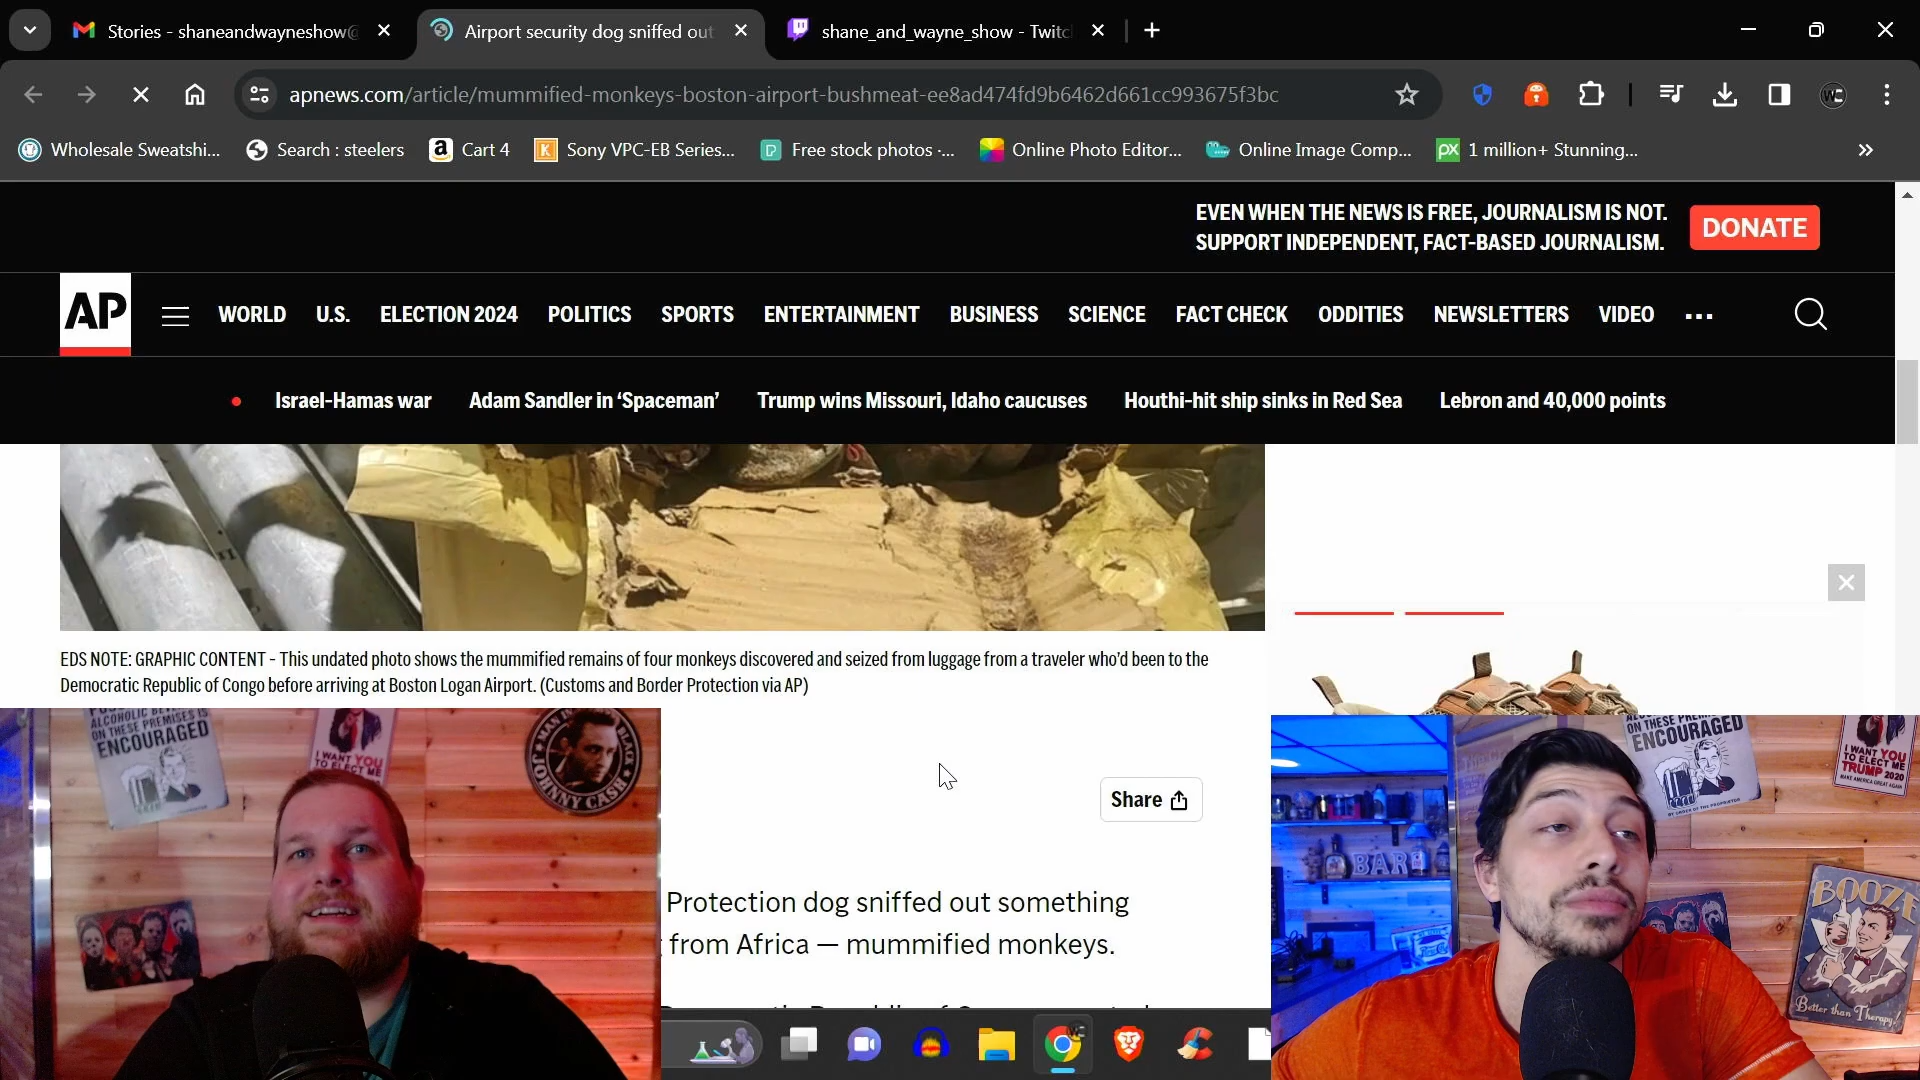 Stories - shaneandwayneshow@
Airport security dog sniffed out
shane_and_wayne_show - Twitc
apnews.com/article/mummified-monkeys-boston-airport-bushmeat-ee8ad474fd9b6462d661cc993675f3bc
Wholesale Sweatshi...
Search : steelers
Cart 4
Sony VPC-EB Series...
Free stock photos ·...
Online Photo Editor...
Online Image Comp...
1 million+ Stunning...
EVEN WHEN THE NEWS IS FREE, JOURNALISM IS NOT.
SUPPORT INDEPENDENT, FACT-BASED JOURNALISM.
DONATE
AP
WORLD U.S. ELECTION 2024 POLITICS SPORTS ENTERTAINMENT BUSINESS SCIENCE FACT CHECK ODDITIES NEWSLETTERS VIDEO ...
Israel-Hamas war Adam Sandler in ‘Spaceman’ Trump wins Missouri, Idaho caucuses Houthi-hit ship sinks in Red Sea Lebron and 40,000 points
EDS NOTE: GRAPHIC CONTENT - This undated photo shows the mummified remains of four monkeys discovered and seized from luggage from a traveler who’d been to the
Democratic Republic of Congo before arriving at Boston Logan Airport. (Customs and Border Protection via AP)
Share
Protection dog sniffed out something
from Africa — mummified monkeys.
ALCOHOLIC BEVERAGES
ON THESE PREMISES IS
ENCOURAGED
I WANT YOU
TO ELECT ME
MAN IN BLACK
JOHNNY CASH
ON THESE PREMISES
ENCOURAGED
I WANT YOU
TO ELECT ME
TRUMP 2020
MAKE AMERICA GREAT AGAIN
BAR
BOOZE
Better than Therapy!